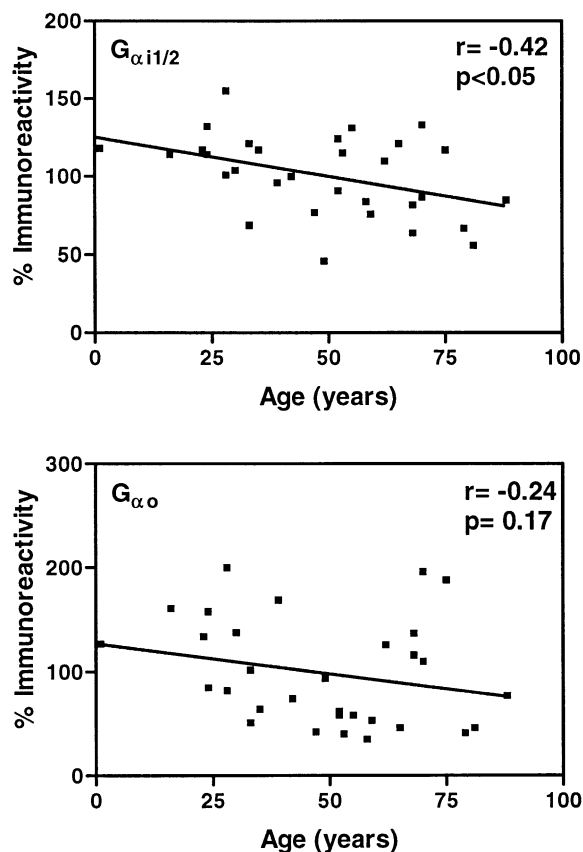 200
150
100
50
0
% Immunoreactivity
Gαi1/2
r= -0.42
p<0.05
0 25 50 75 100
Age (years)
300
200
100
0
% Immunoreactivity
Gαo
r= -0.24
p= 0.17
0 25 50 75 100
Age (years)